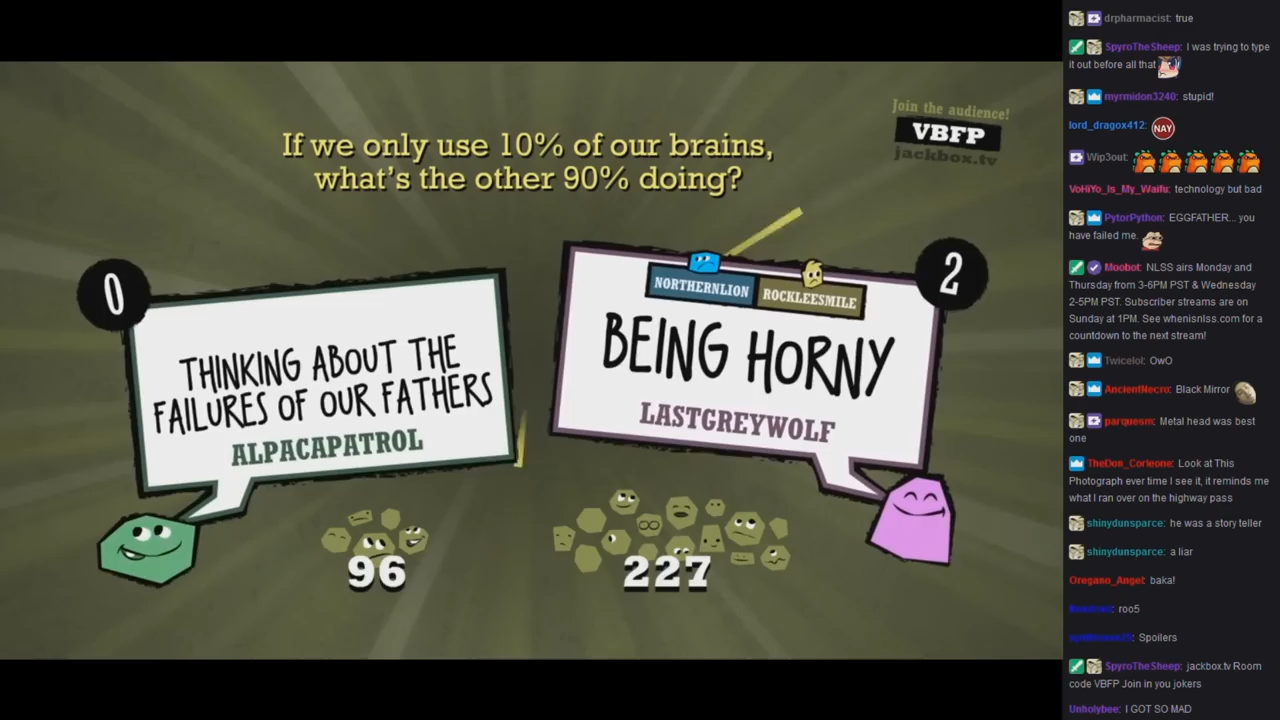 If we only use 10% of our brains,
what's the other 90% doing?
Join the audience!
VBFP
jackbox.tv
0
THINKING ABOUT THE
FAILURES OF OUR FATHERS
ALPACAPATROL
96
2
NORTHERNLION
ROCKLEESMILE
BEING HORNY
LASTGREYWOLF
227
drpharmacist: true
SpyroTheSheep: I was trying to type
it out before all that
myrmidon3240: stupid!
lord_dragox412: NAY
Wip3out:
VoHiYo_Is_My_Waifu: technology but bad
PytorPython: EGGFATHER... you
have failed me.
Moobot: NLSS airs Monday and
Thursday from 3-6PM PST & Wednesday
2-5PM PST. Subscriber streams are on
Sunday at 1PM. See whenisnlss.com for a
countdown to the next stream!
Twicelot: OwO
AncientNecro: Black Mirror
parquesm: Metal head was best
one
TheDon_Corleone: Look at This
Photograph ever time I see it, it reminds me
what I ran over on the highway pass
shinydunsparce: he was a story teller
shinydunsparce: a liar
Oregano_Angel: baka!
: roo5
: Spoilers
SpyroTheSheep: jackbox.tv Room
code VBFP Join in you jokers
Unholybee: I GOT SO MAD